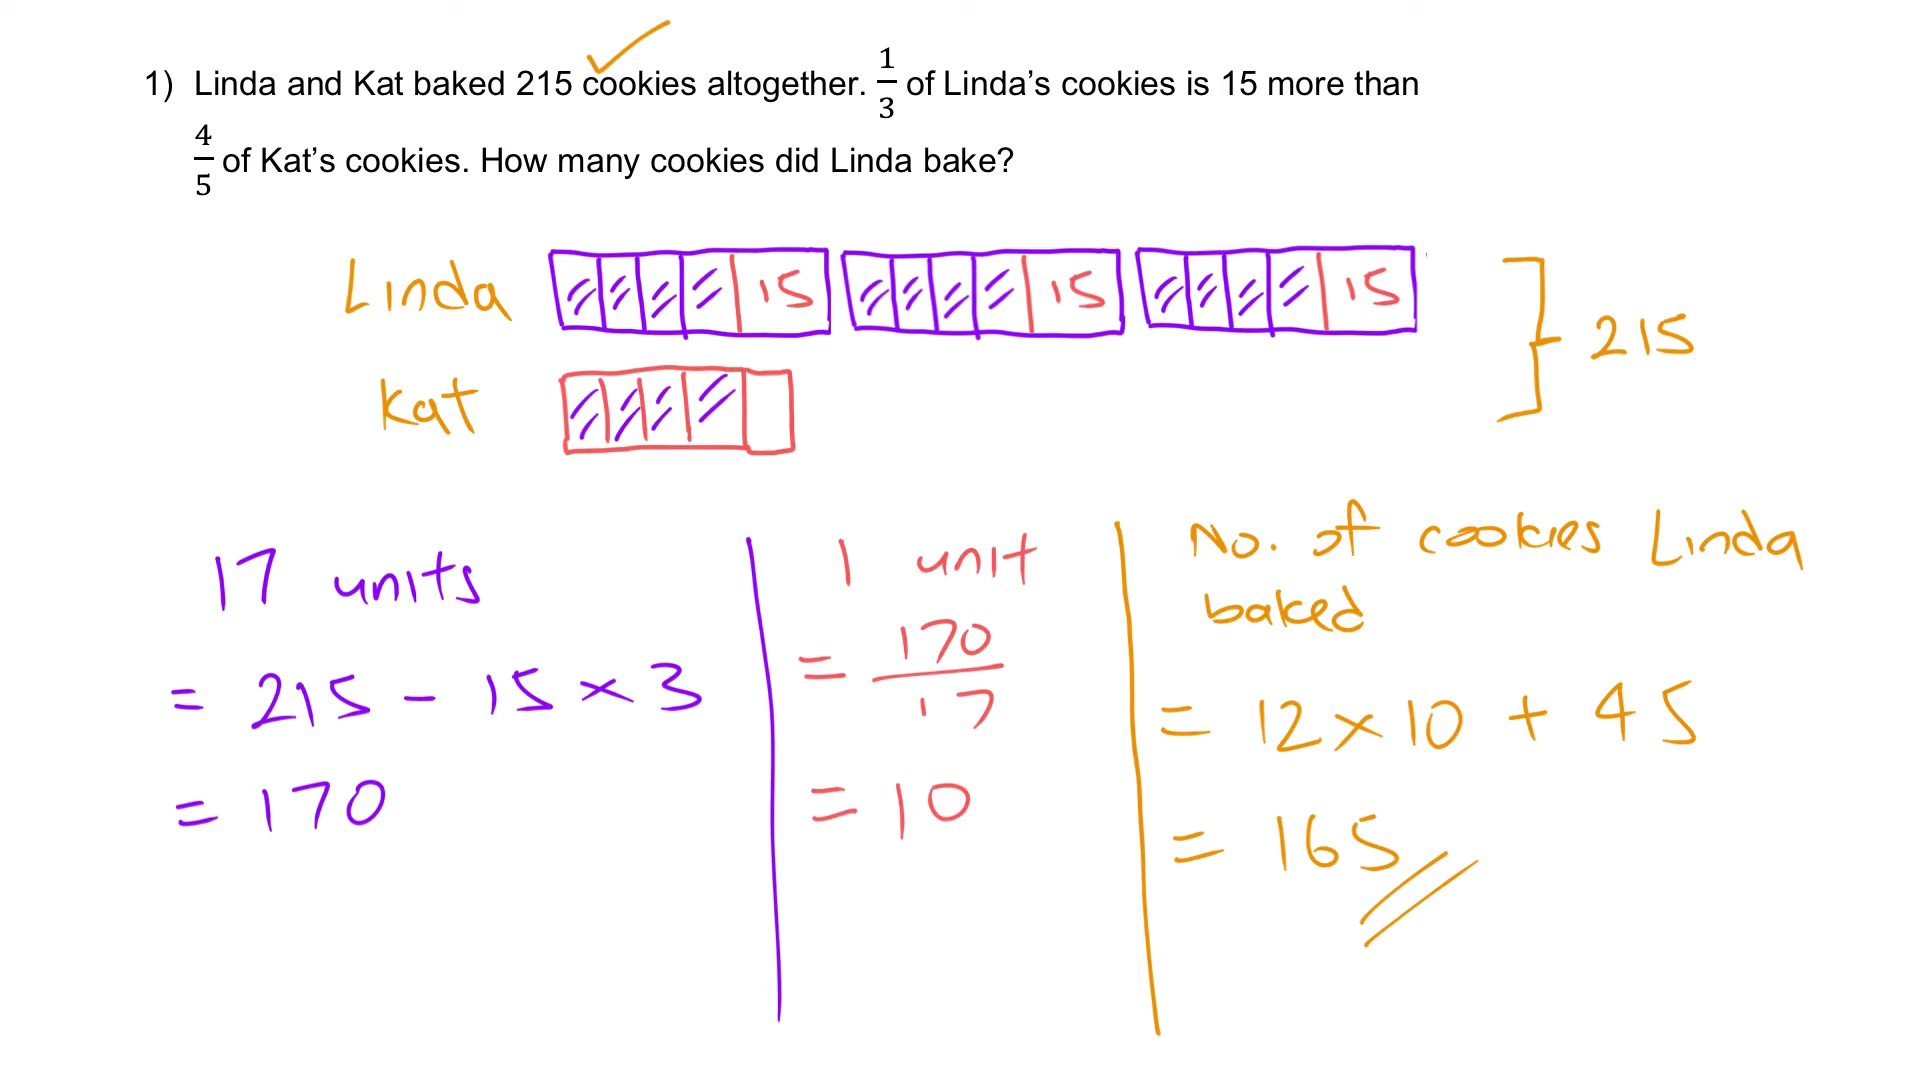 1) Linda and Kat baked 215 cookies altogether. 1/3 of Linda’s cookies is 15 more than
4/5 of Kat’s cookies. How many cookies did Linda bake?
Linda 15 15 15
Kat
215
17 units
= 215 - 15 × 3
= 170
1 unit
= 170/17
= 10
No. of cookies Linda
baked
= 12 × 10 + 45
= 165